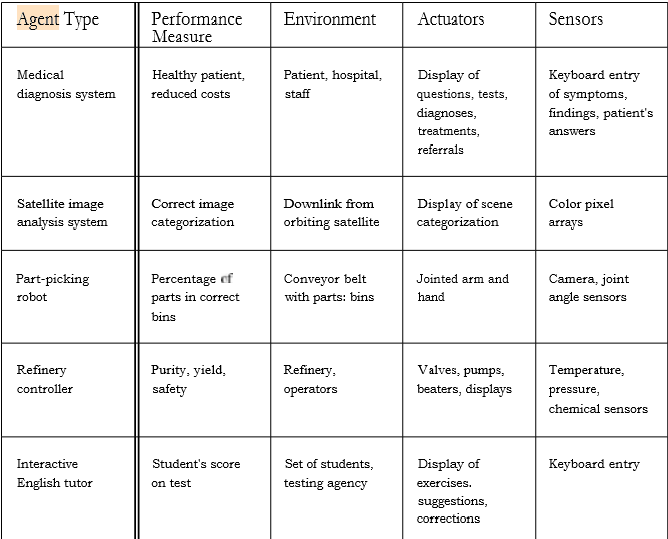 Agent Type
Performance
Measure
Environment
Actuators
Sensors
Medical
diagnosis system
Healthy patient,
reduced costs
Patient, hospital,
staff
Display of
questions, tests,
diagnoses,
treatments,
referrals
Keyboard entry
of symptoms,
findings, patient's
answers
Satellite image
analysis system
Correct image
categorization
Downlink from
orbiting satellite
Display of scene
categorization
Color pixel
arrays
Part-picking
robot
Percentage of
parts in correct
bins
Conveyor belt
with parts: bins
Jointed arm and
hand
Camera, joint
angle sensors
Refinery
controller
Purity, yield,
safety
Refinery,
operators
Valves, pumps,
beaters, displays
Temperature,
pressure,
chemical sensors
Interactive
English tutor
Student's score
on test
Set of students,
testing agency
Display of
exercises.
suggestions,
corrections
Keyboard entry